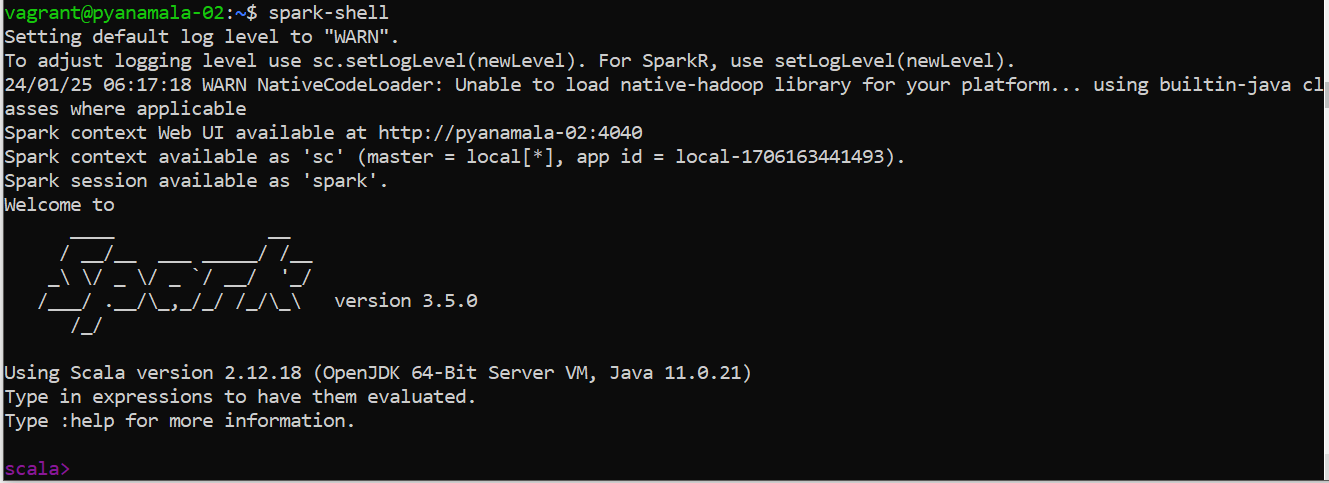 vagrant@pyanamala-02:~$ spark-shell
Setting default log level to "WARN".
To adjust logging level use sc.setLogLevel(newLevel). For SparkR, use setLogLevel(newLevel).
24/01/25 06:17:18 WARN NativeCodeLoader: Unable to load native-hadoop library for your platform... using builtin-java cl
asses where applicable
Spark context Web UI available at http://pyanamala-02:4040
Spark context available as 'sc' (master = local[*], app id = local-1706163441493).
Spark session available as 'spark'.
Welcome to
      ____              __
     / __/__  ___ _____/ /__
    _\ \/ _ \/ _ `/ __/  '_/
   /___/ .__/\_,_/_/ /_/\_\   version 3.5.0
      /_/

Using Scala version 2.12.18 (OpenJDK 64-Bit Server VM, Java 11.0.21)
Type in expressions to have them evaluated.
Type :help for more information.

scala>